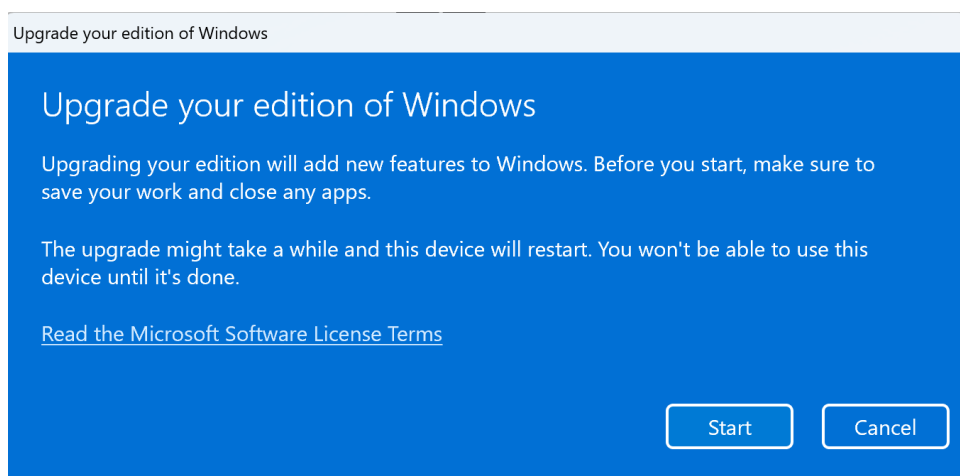 Upgrade your edition of Windows
Upgrade your edition of Windows
Upgrading your edition will add new features to Windows. Before you start, make sure to
save your work and close any apps.
The upgrade might take a while and this device will restart. You won't be able to use this
device until it's done.
Read the Microsoft Software License Terms
Start
Cancel